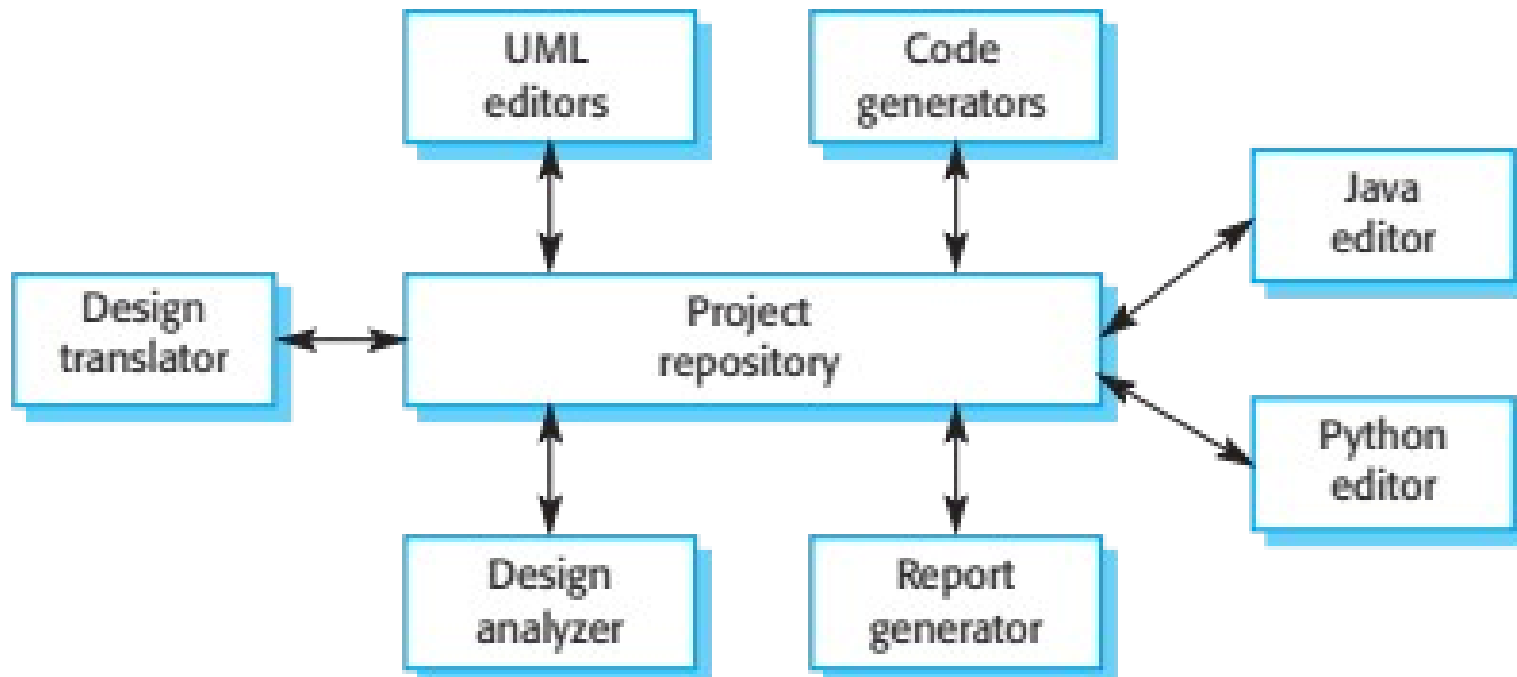 UML
editors
Code
generators
Java
editor
Design
translator
Project
repository
Python
editor
Design
analyzer
Report
generator